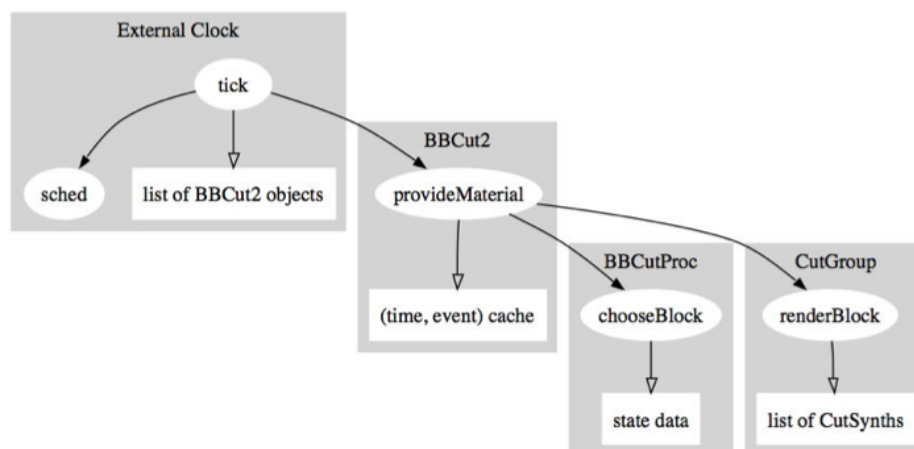 External Clock
tick
sched
list of BBCut2 objects
BBCut2
provideMaterial
(time, event) cache
BBCutProc
chooseBlock
state data
CutGroup
renderBlock
list of CutSynths